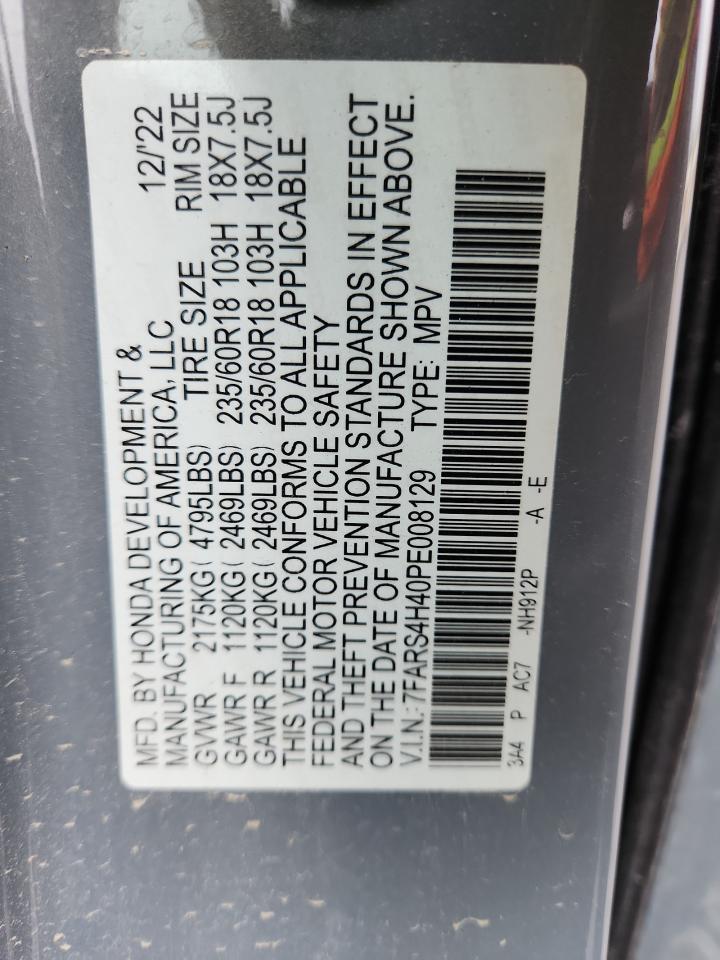 MFD. BY HONDA DEVELOPMENT & 12/'22
MANUFACTURING OF AMERICA, LLC
GVWR 2175KG( 4795LBS) TIRE SIZE RIM SIZE
GAWR F 1120KG( 2469LBS) 235/60R18 103H 18X7.5J
GAWR R 1120KG( 2469LBS) 235/60R18 103H 18X7.5J
THIS VEHICLE CONFORMS TO ALL APPLICABLE
FEDERAL MOTOR VEHICLE SAFETY
AND THEFT PREVENTION STANDARDS IN EFFECT
ON THE DATE OF MANUFACTURE SHOWN ABOVE.
V.I.N.: 7FARS4H40PE008129 TYPE: MPV
3A4 P AC7 -NH912P -A -E